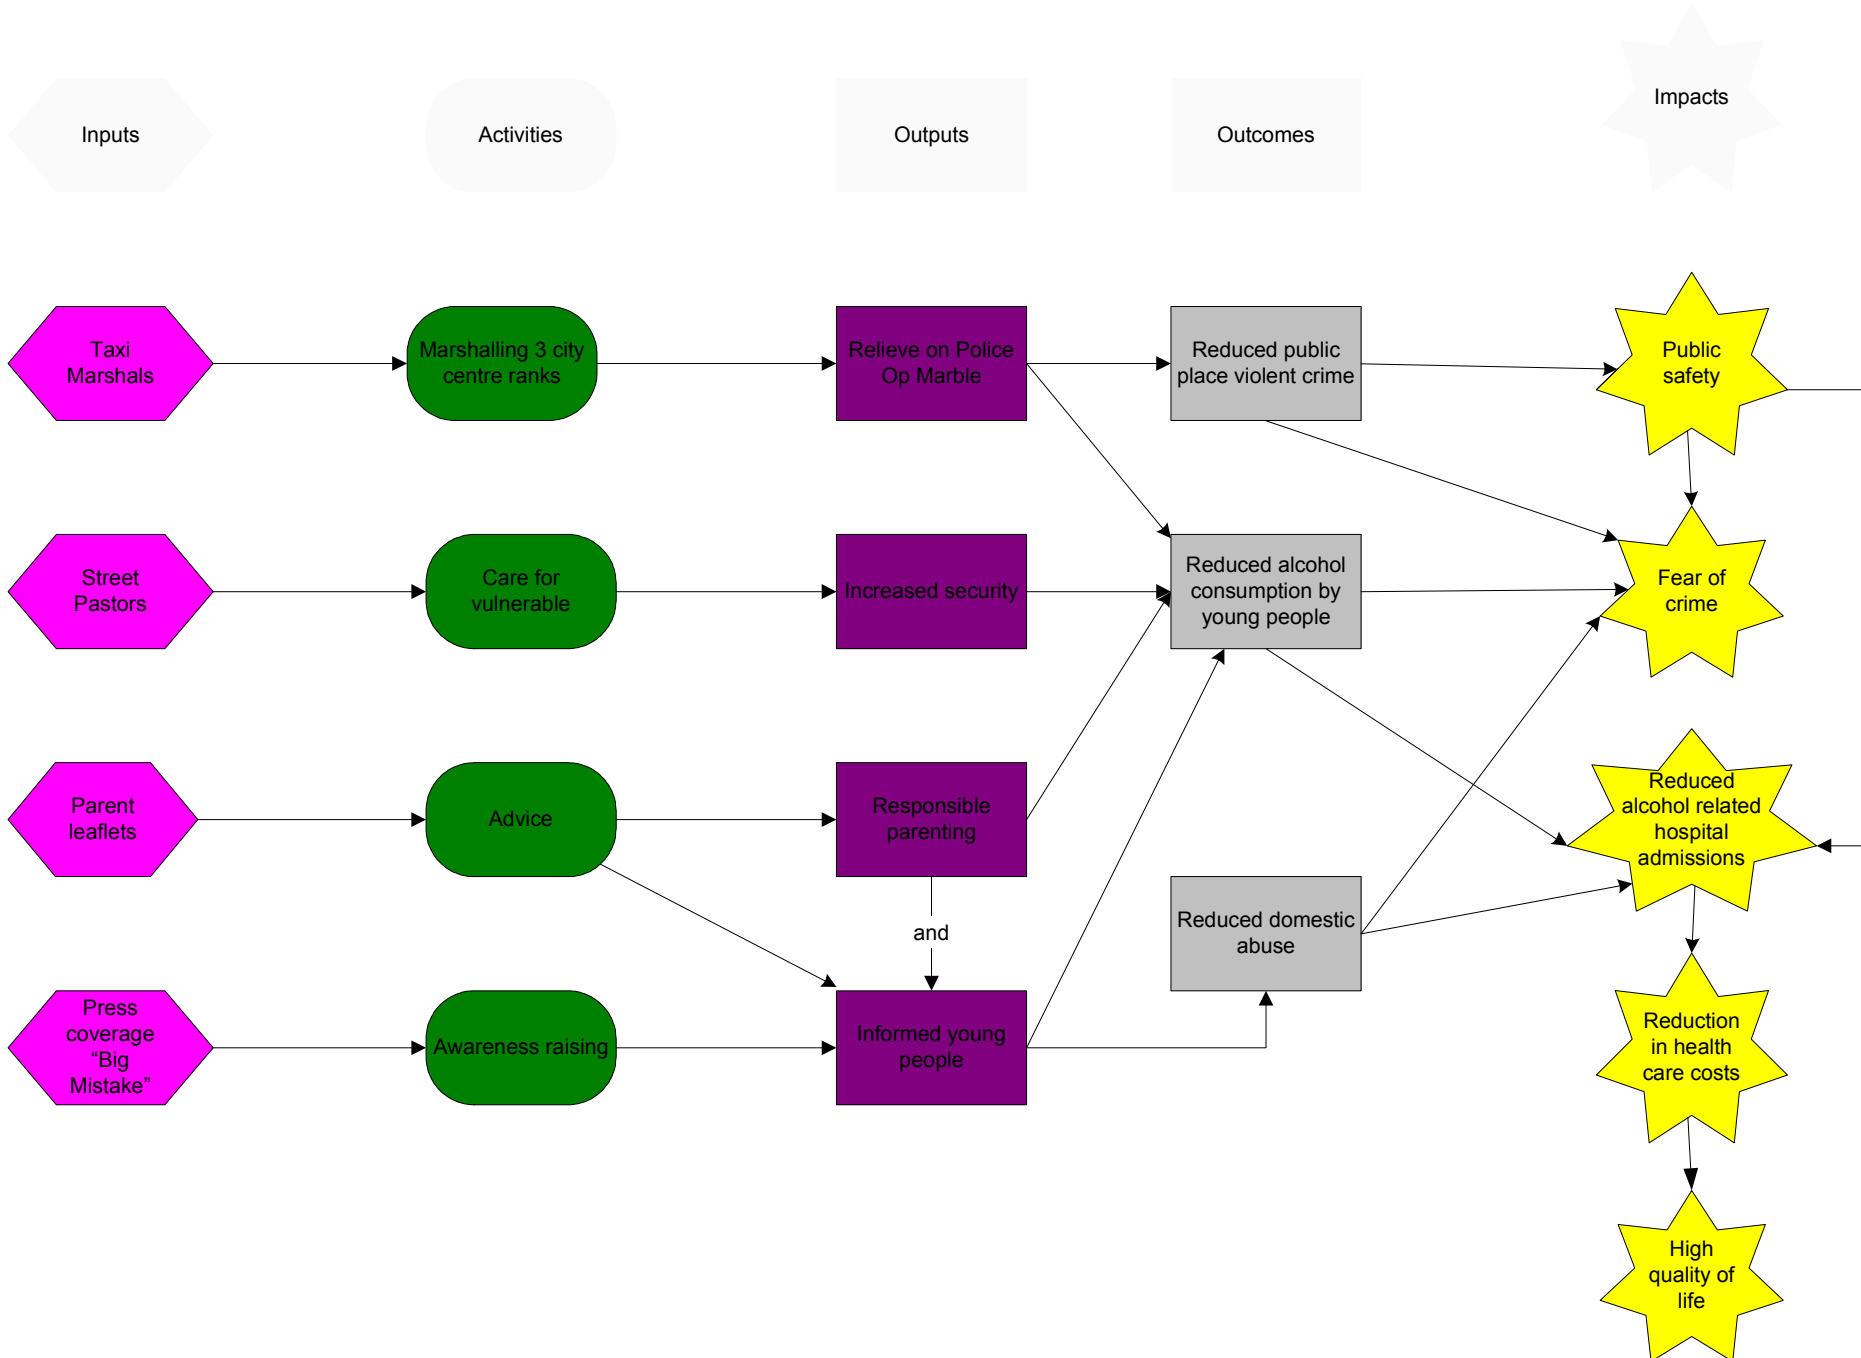 Impacts
Inputs
Activities
Outputs
Outcomes
Taxi
Marshals
Marshalling 3 city
centre ranks
Relieve on Police
Op Marble
Reduced public
place violent crime
Public
safety
Street
Pastors
Care for
vulnerable
Increased security
Reduced alcohol
consumption by
young people
Fear of
crime
Parent
leaflets
Advice
Responsible
parenting
Reduced
alcohol related
hospital
admissions
and
Reduced domestic
abuse
Press
coverage
“Big
Mistake”
Awareness raising
Informed young
people
Reduction
in health
care costs
High
quality of
life